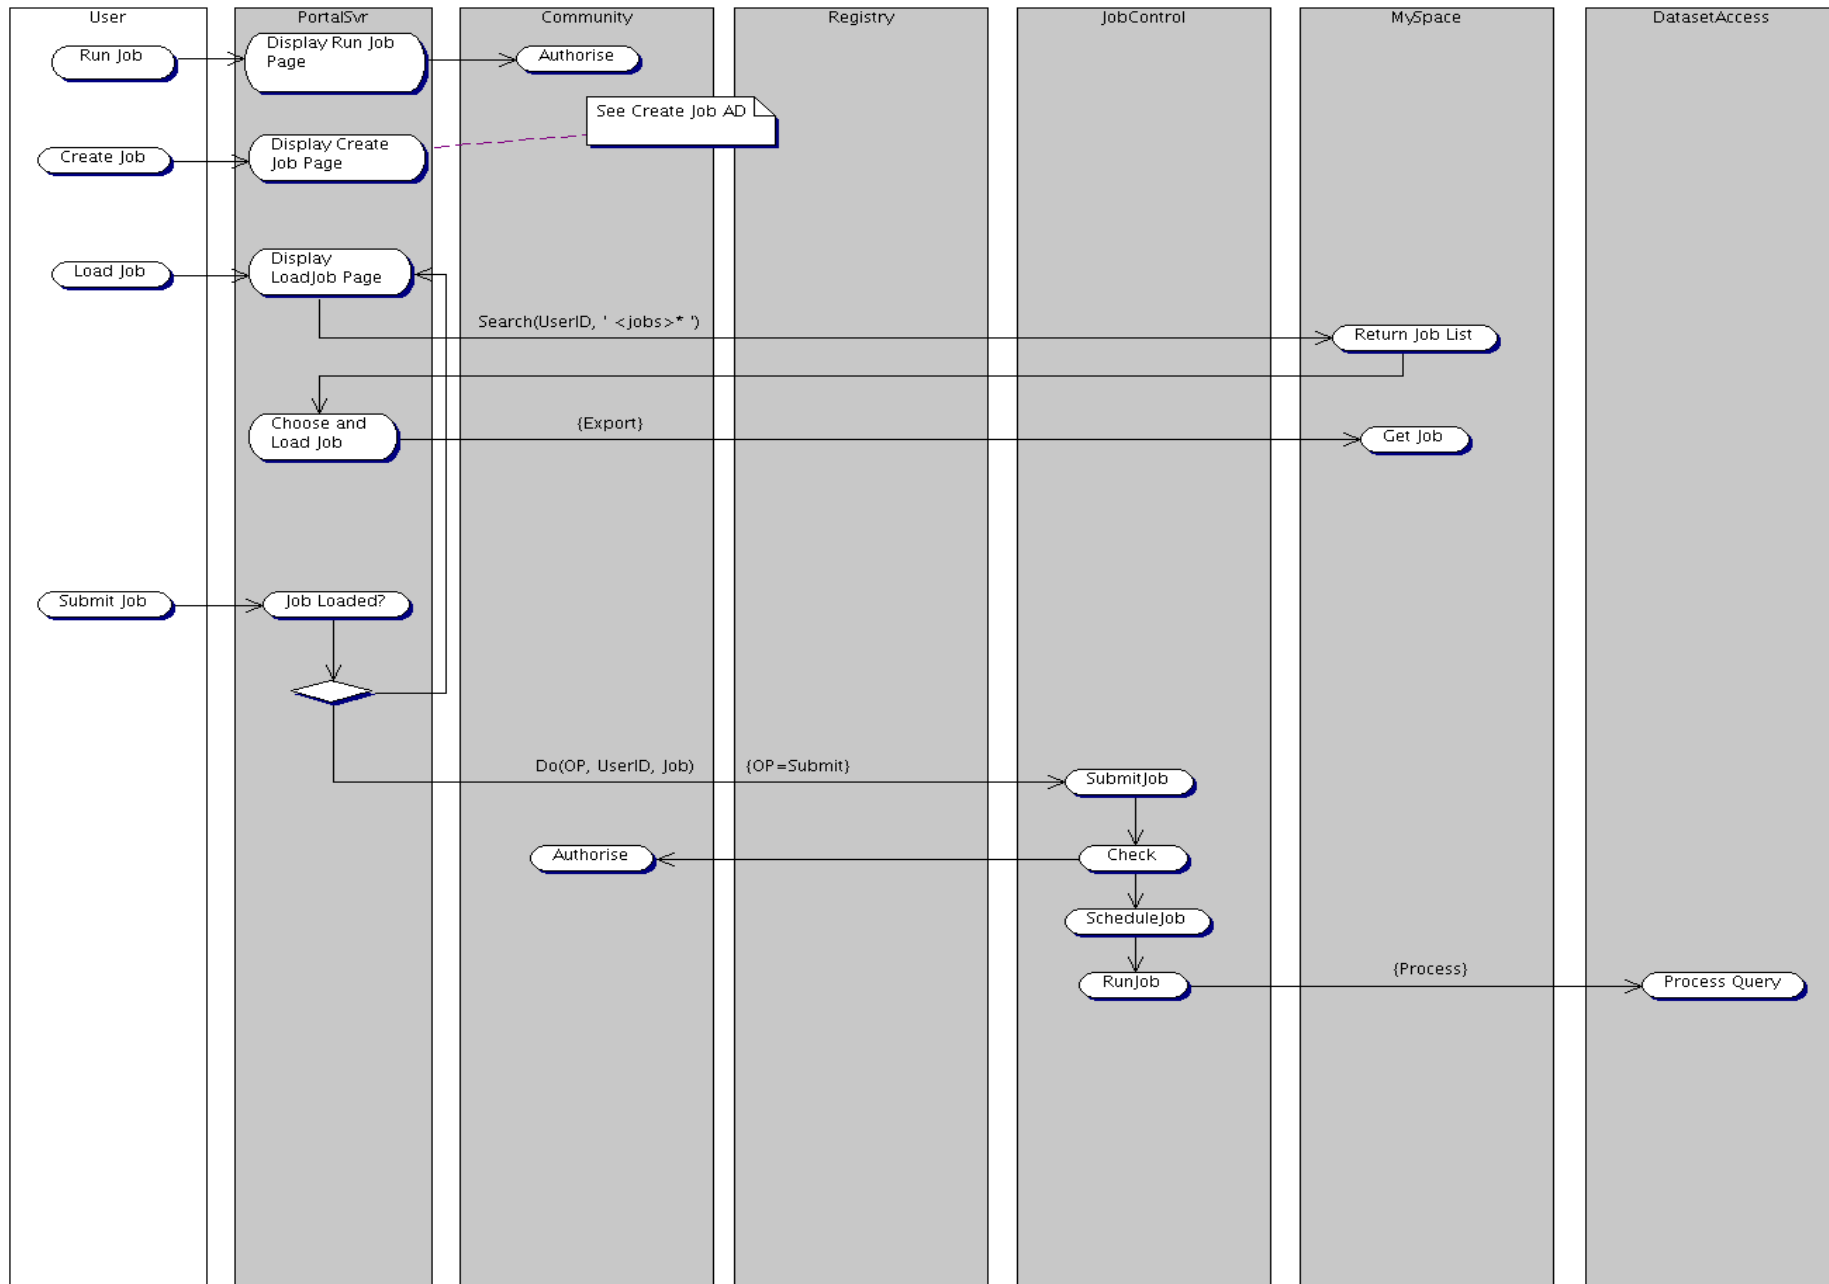 User
PortalSvr
Community
Registry
JobControl
MySpace
DatasetAccess
Run Job
Display Run Job
Page
Authorise
See Create Job AD
Create Job
Display Create
Job Page
Load Job
Display
LoadJob Page
Search(UserID, ' <jobs>* ')
Return Job List
Choose and
Load Job
{Export}
Get Job
Submit Job
Job Loaded?
Do(OP, UserID, Job)
{OP=Submit}
SubmitJob
Authorise
Check
ScheduleJob
RunJob
{Process}
Process Query